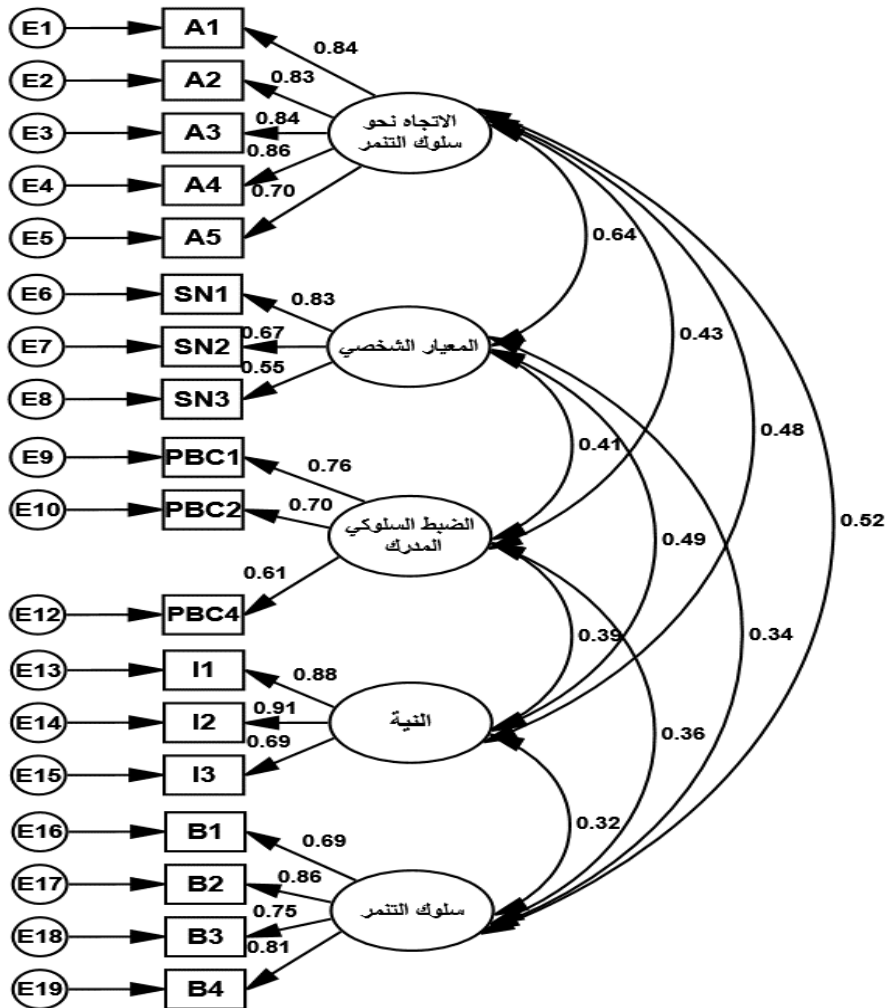 E1
A1
0.84
E2
A2
0.83
E3
A3
0.84
الاتجاه نحو
سلوك التنمر
E4
A4
0.86
E5
A5
0.70
0.64
E6
SN1
0.83
E7
SN2
0.67
المعيار الشخصي
E8
SN3
0.55
0.43
0.48
0.41
E9
PBC1
0.76
E10
PBC2
0.70
الضبط السلوكي
المدرك
0.52
0.49
E12
PBC4
0.61
0.39
0.34
E13
I1
0.88
E14
I2
0.91
النية
E15
I3
0.69
0.36
0.32
E16
B1
0.69
E17
B2
0.86
سلوك التنمر
E18
B3
0.75
E19
B4
0.81